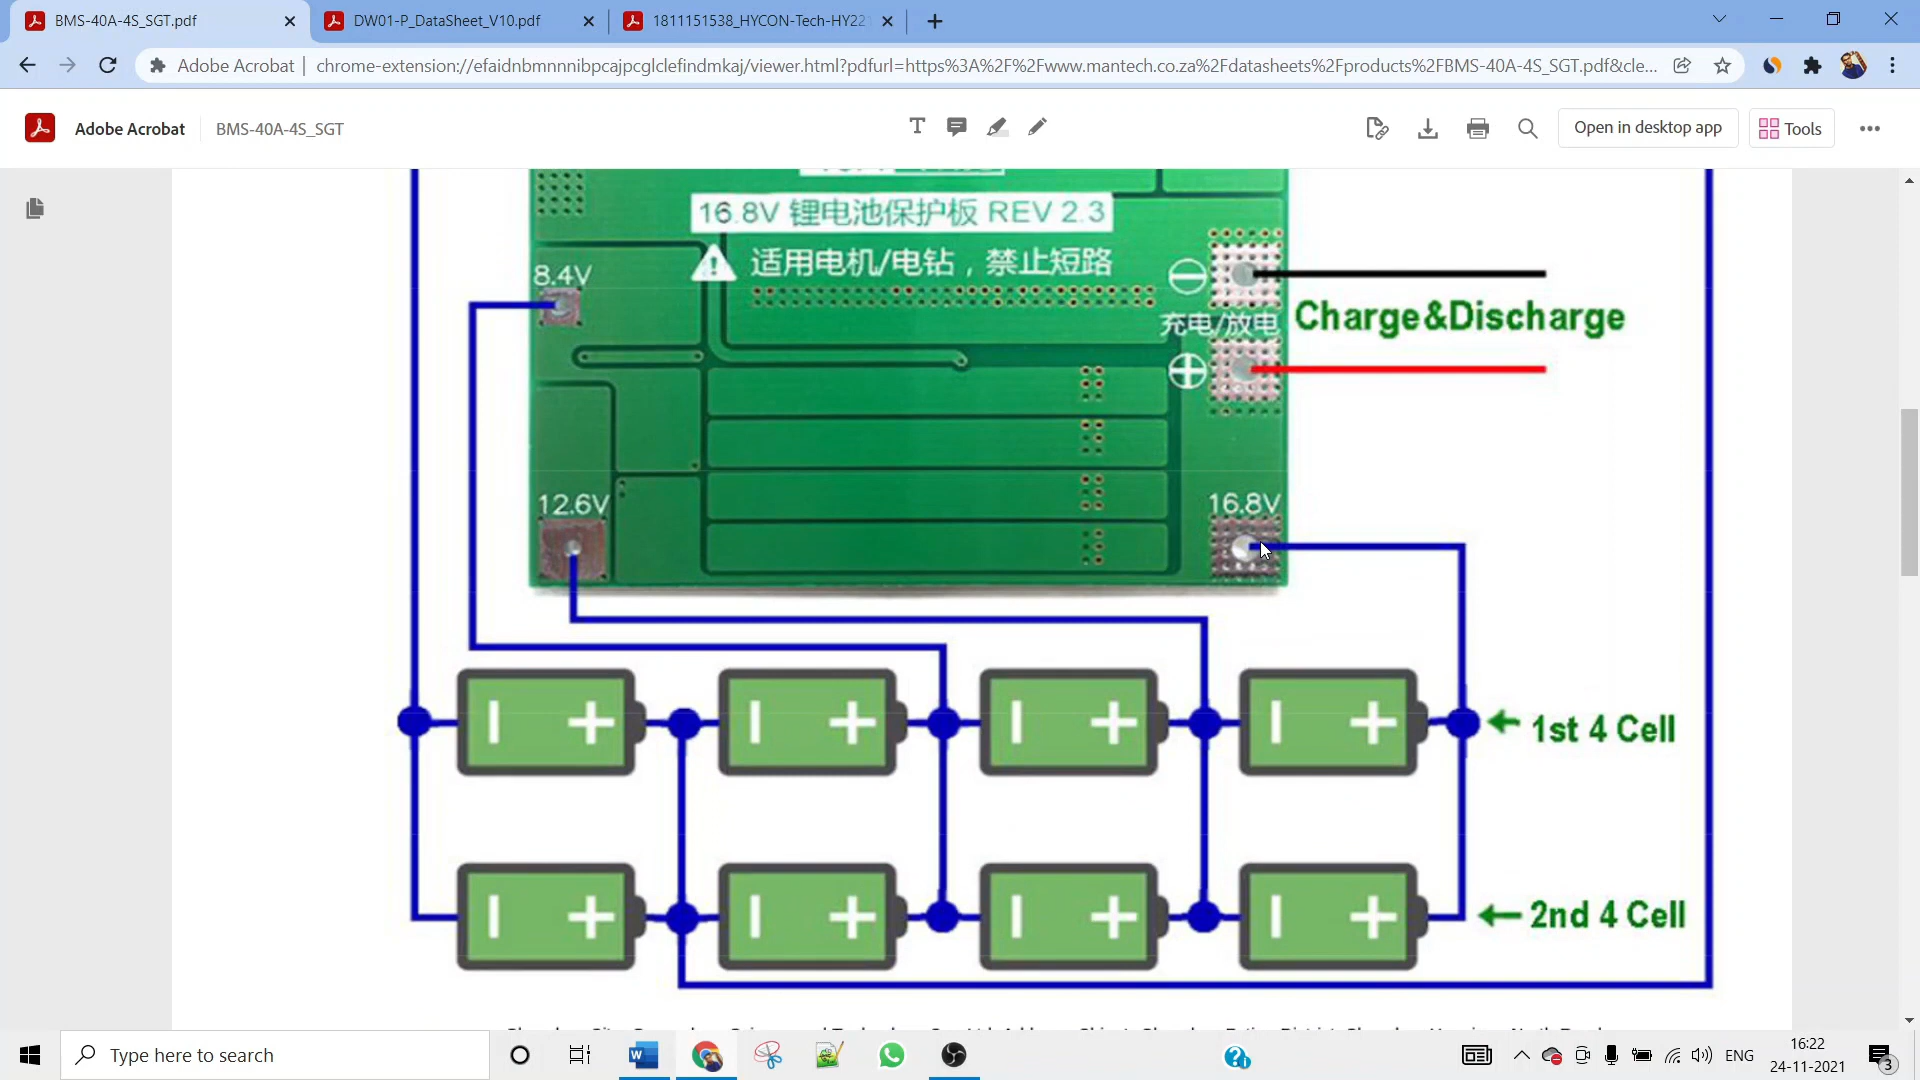 BMS-40A-4S_SGT.pdf
DW01-P_DataSheet_V10.pdf
1811151538_HYCON-Tech-HY221
Adobe Acrobat
chrome-extension://efaidnbmnnnibpcajpcglclefindmkaj/viewer.html?pdfurl=https%3A%2F%2Fwww.mantech.co.za%2Fdatasheets%2Fproducts%2FBMS-40A-4S_SGT.pdf&cle...
Adobe Acrobat
BMS-40A-4S_SGT
Open in desktop app
Tools
16.8V 锂电池保护板 REV 2.3
适用电机/电钻，禁止短路
8.4V
充电/放电
Charge&Discharge
12.6V
16.8V
1st 4 Cell
2nd 4 Cell
Type here to search
ENG
16:22
24-11-2021
3